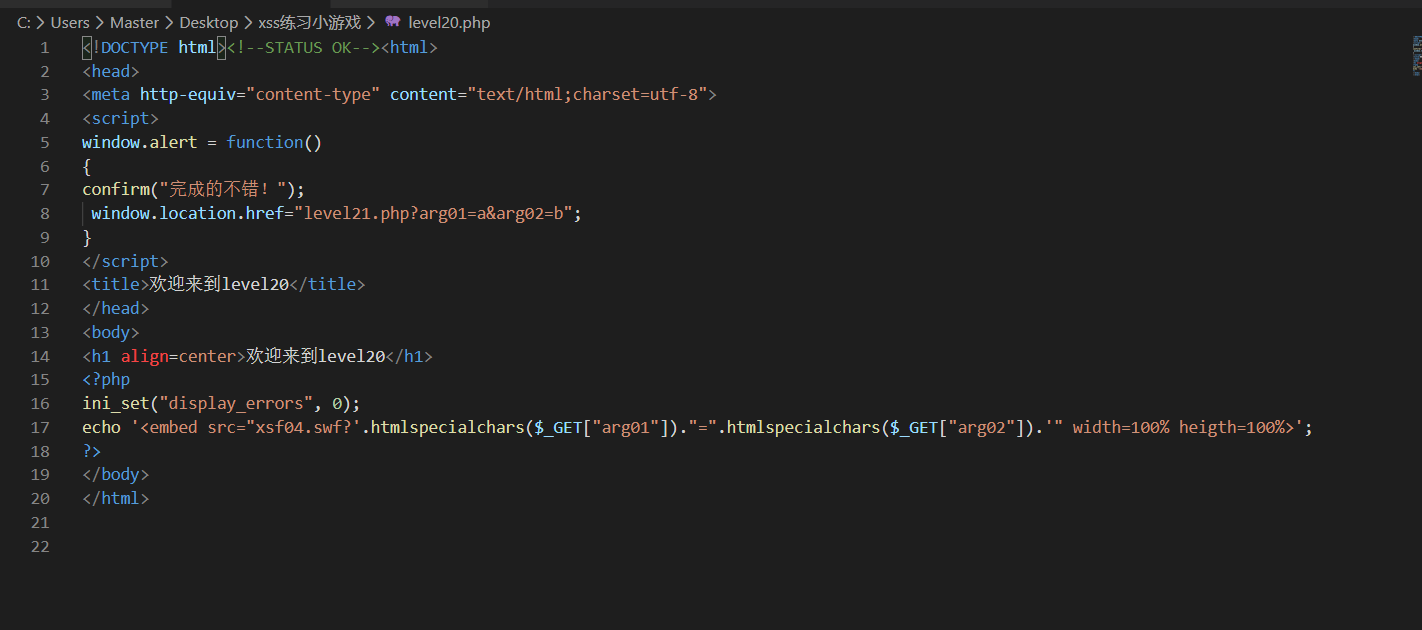 C: > Users > Master > Desktop > xss练习小游戏 > level20.php
1 <!DOCTYPE html><!--STATUS OK--><html>
2 <head>
3 <meta http-equiv="content-type" content="text/html;charset=utf-8">
4 <script>
5 window.alert = function()
6 {
7 confirm("完成的不错！");
8  window.location.href="level21.php?arg01=a&arg02=b";
9 }
10 </script>
11 <title>欢迎来到level20</title>
12 </head>
13 <body>
14 <h1 align=center>欢迎来到level20</h1>
15 <?php
16 ini_set("display_errors", 0);
17 echo '<embed src="xsf04.swf?'.htmlspecialchars($_GET["arg01"])."=".htmlspecialchars($_GET["arg02"]).'" width=100% heigth=100%>';
18 ?>
19 </body>
20 </html>
21
22